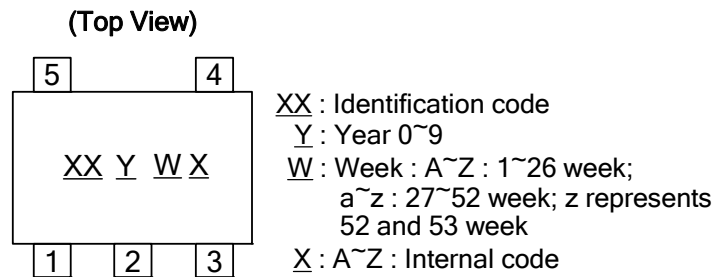 (Top View)
5 4
XX Y W X
1 2 3
XX : Identification code
Y : Year 0~9
W : Week : A~Z : 1~26 week;
a~z : 27~52 week; z represents
52 and 53 week
X : A~Z : Internal code